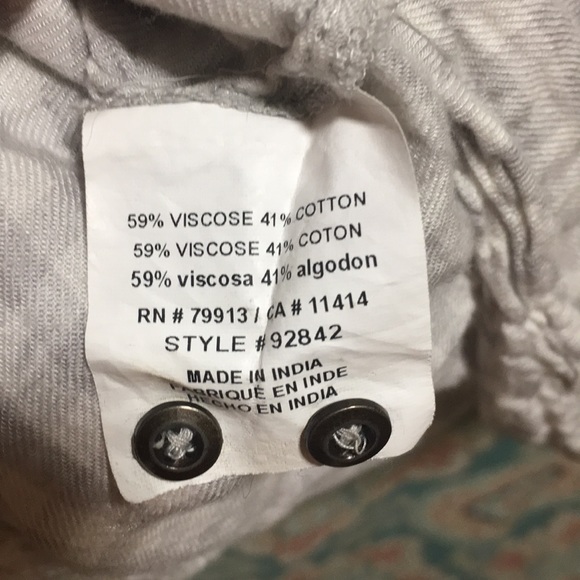 59% VISCOSE 41% COTTON
59% VISCOSE 41% COTON
59% viscosa 41% algodon
RN # 79913 / CA # 11414
STYLE #92842
MADE IN INDIA
FABRIQUÉ EN INDE
HECHO EN INDIA